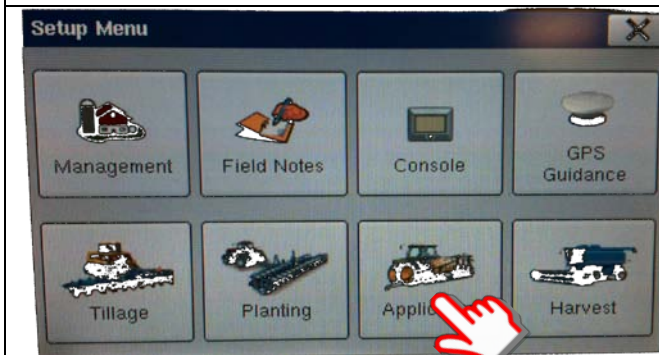 Setup Menu
Management
Field Notes
Console
GPS
Guidance
Tillage
Planting
Harvest